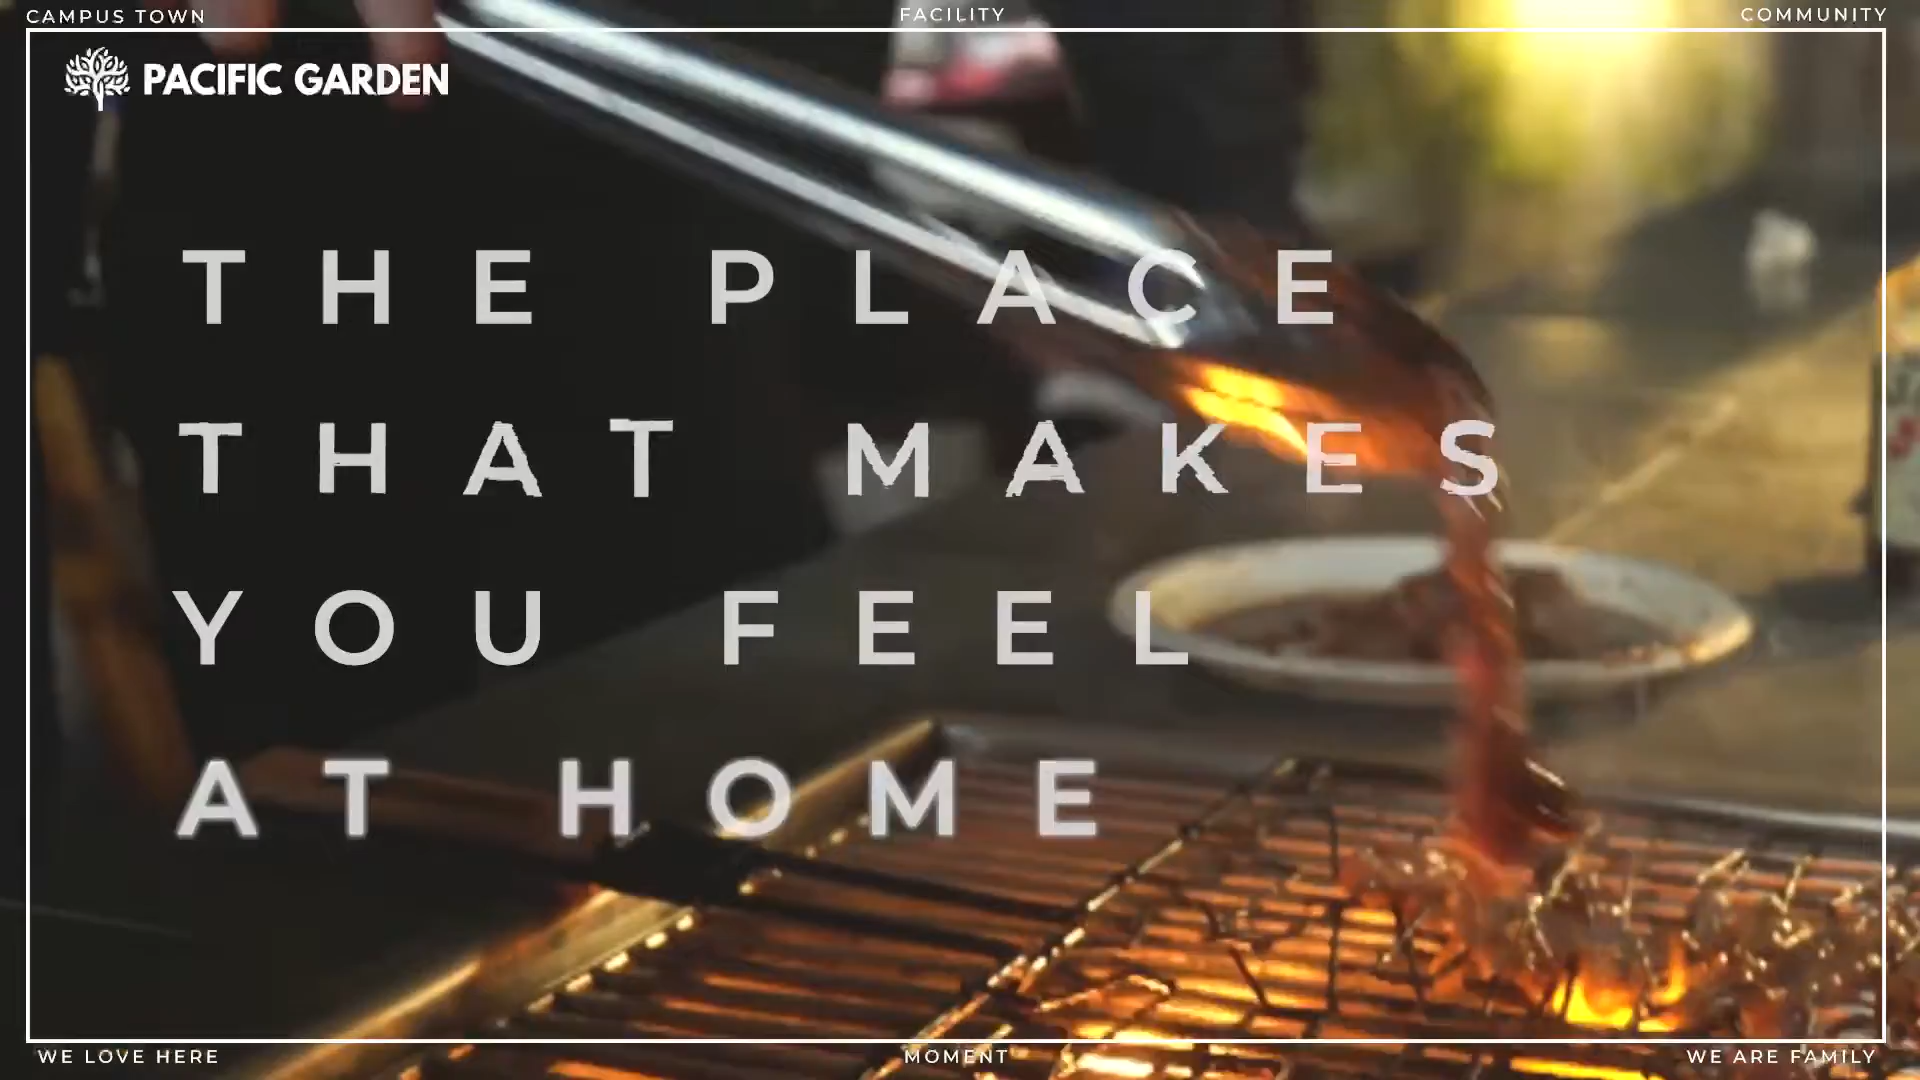 CAMPUS TOWN
FACILITY
COMMUNITY
PACIFIC GARDEN
THE PLACE
THAT MAKES
YOU FEEL
AT HOME
WE LOVE HERE
MOMENT
WE ARE FAMILY